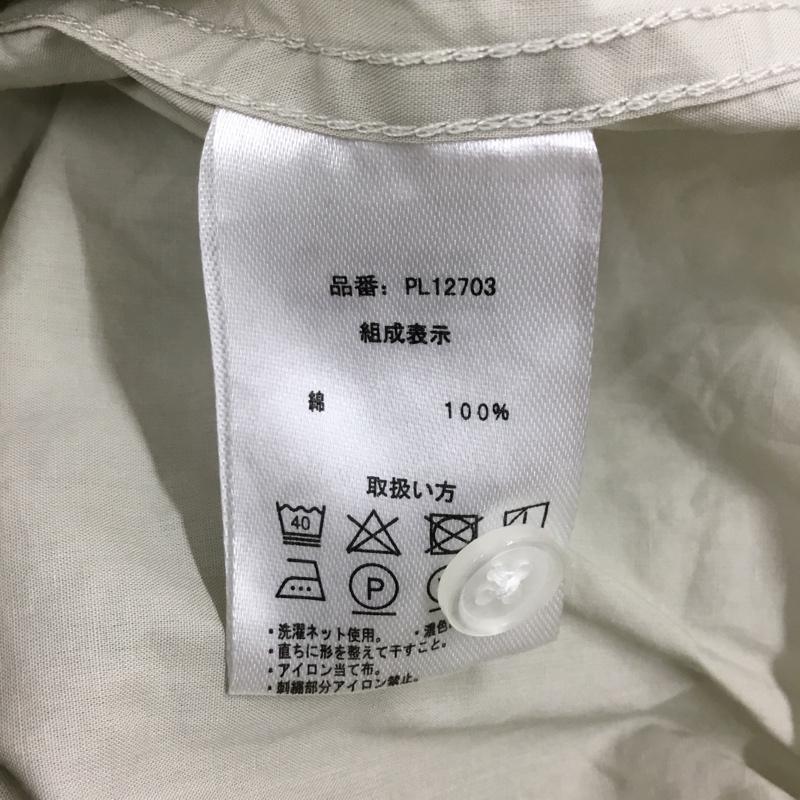 品番: PL12703
組成表示
綿 100%
取扱い方
40
P
・洗濯ネット使用。 ・濃色
・直ちに形を整えて干すこと。
・アイロン当て布。
・刺繍部分アイロン禁止。